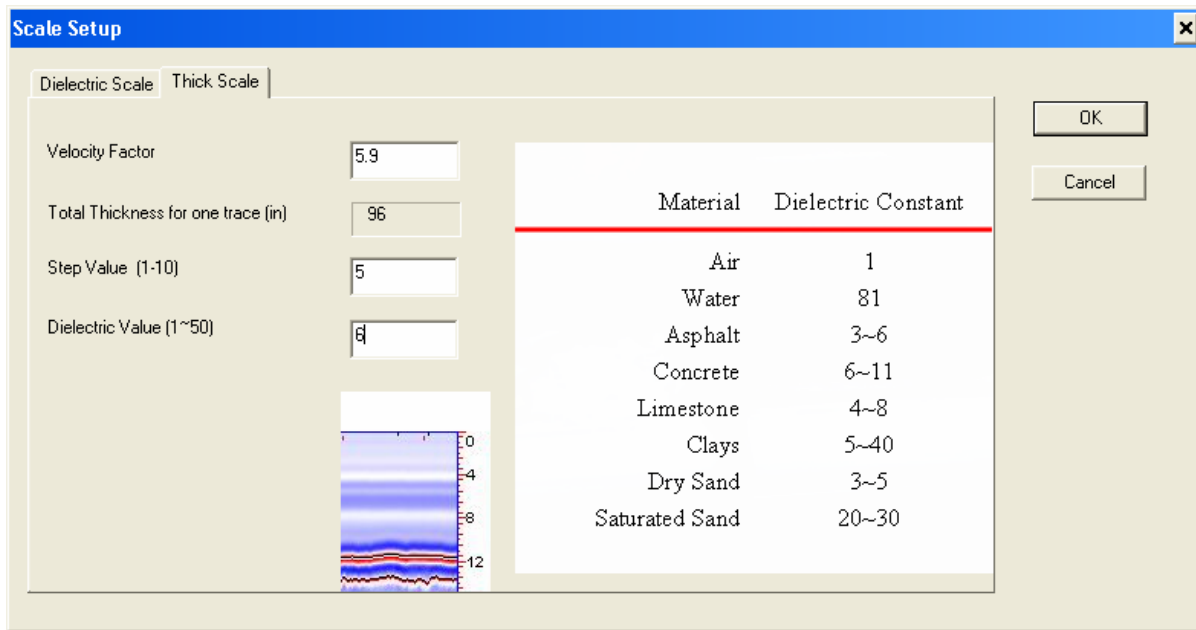 Scale Setup
Dielectric Scale Thick Scale
Velocity Factor 5.9
Total Thickness for one trace (in) 96
Step Value (1-10) 5
Dielectric Value (1~50) 6
0
4
8
12
Material Dielectric Constant
Air 1
Water 81
Asphalt 3~6
Concrete 6~11
Limestone 4~8
Clays 5~40
Dry Sand 3~5
Saturated Sand 20~30
OK
Cancel